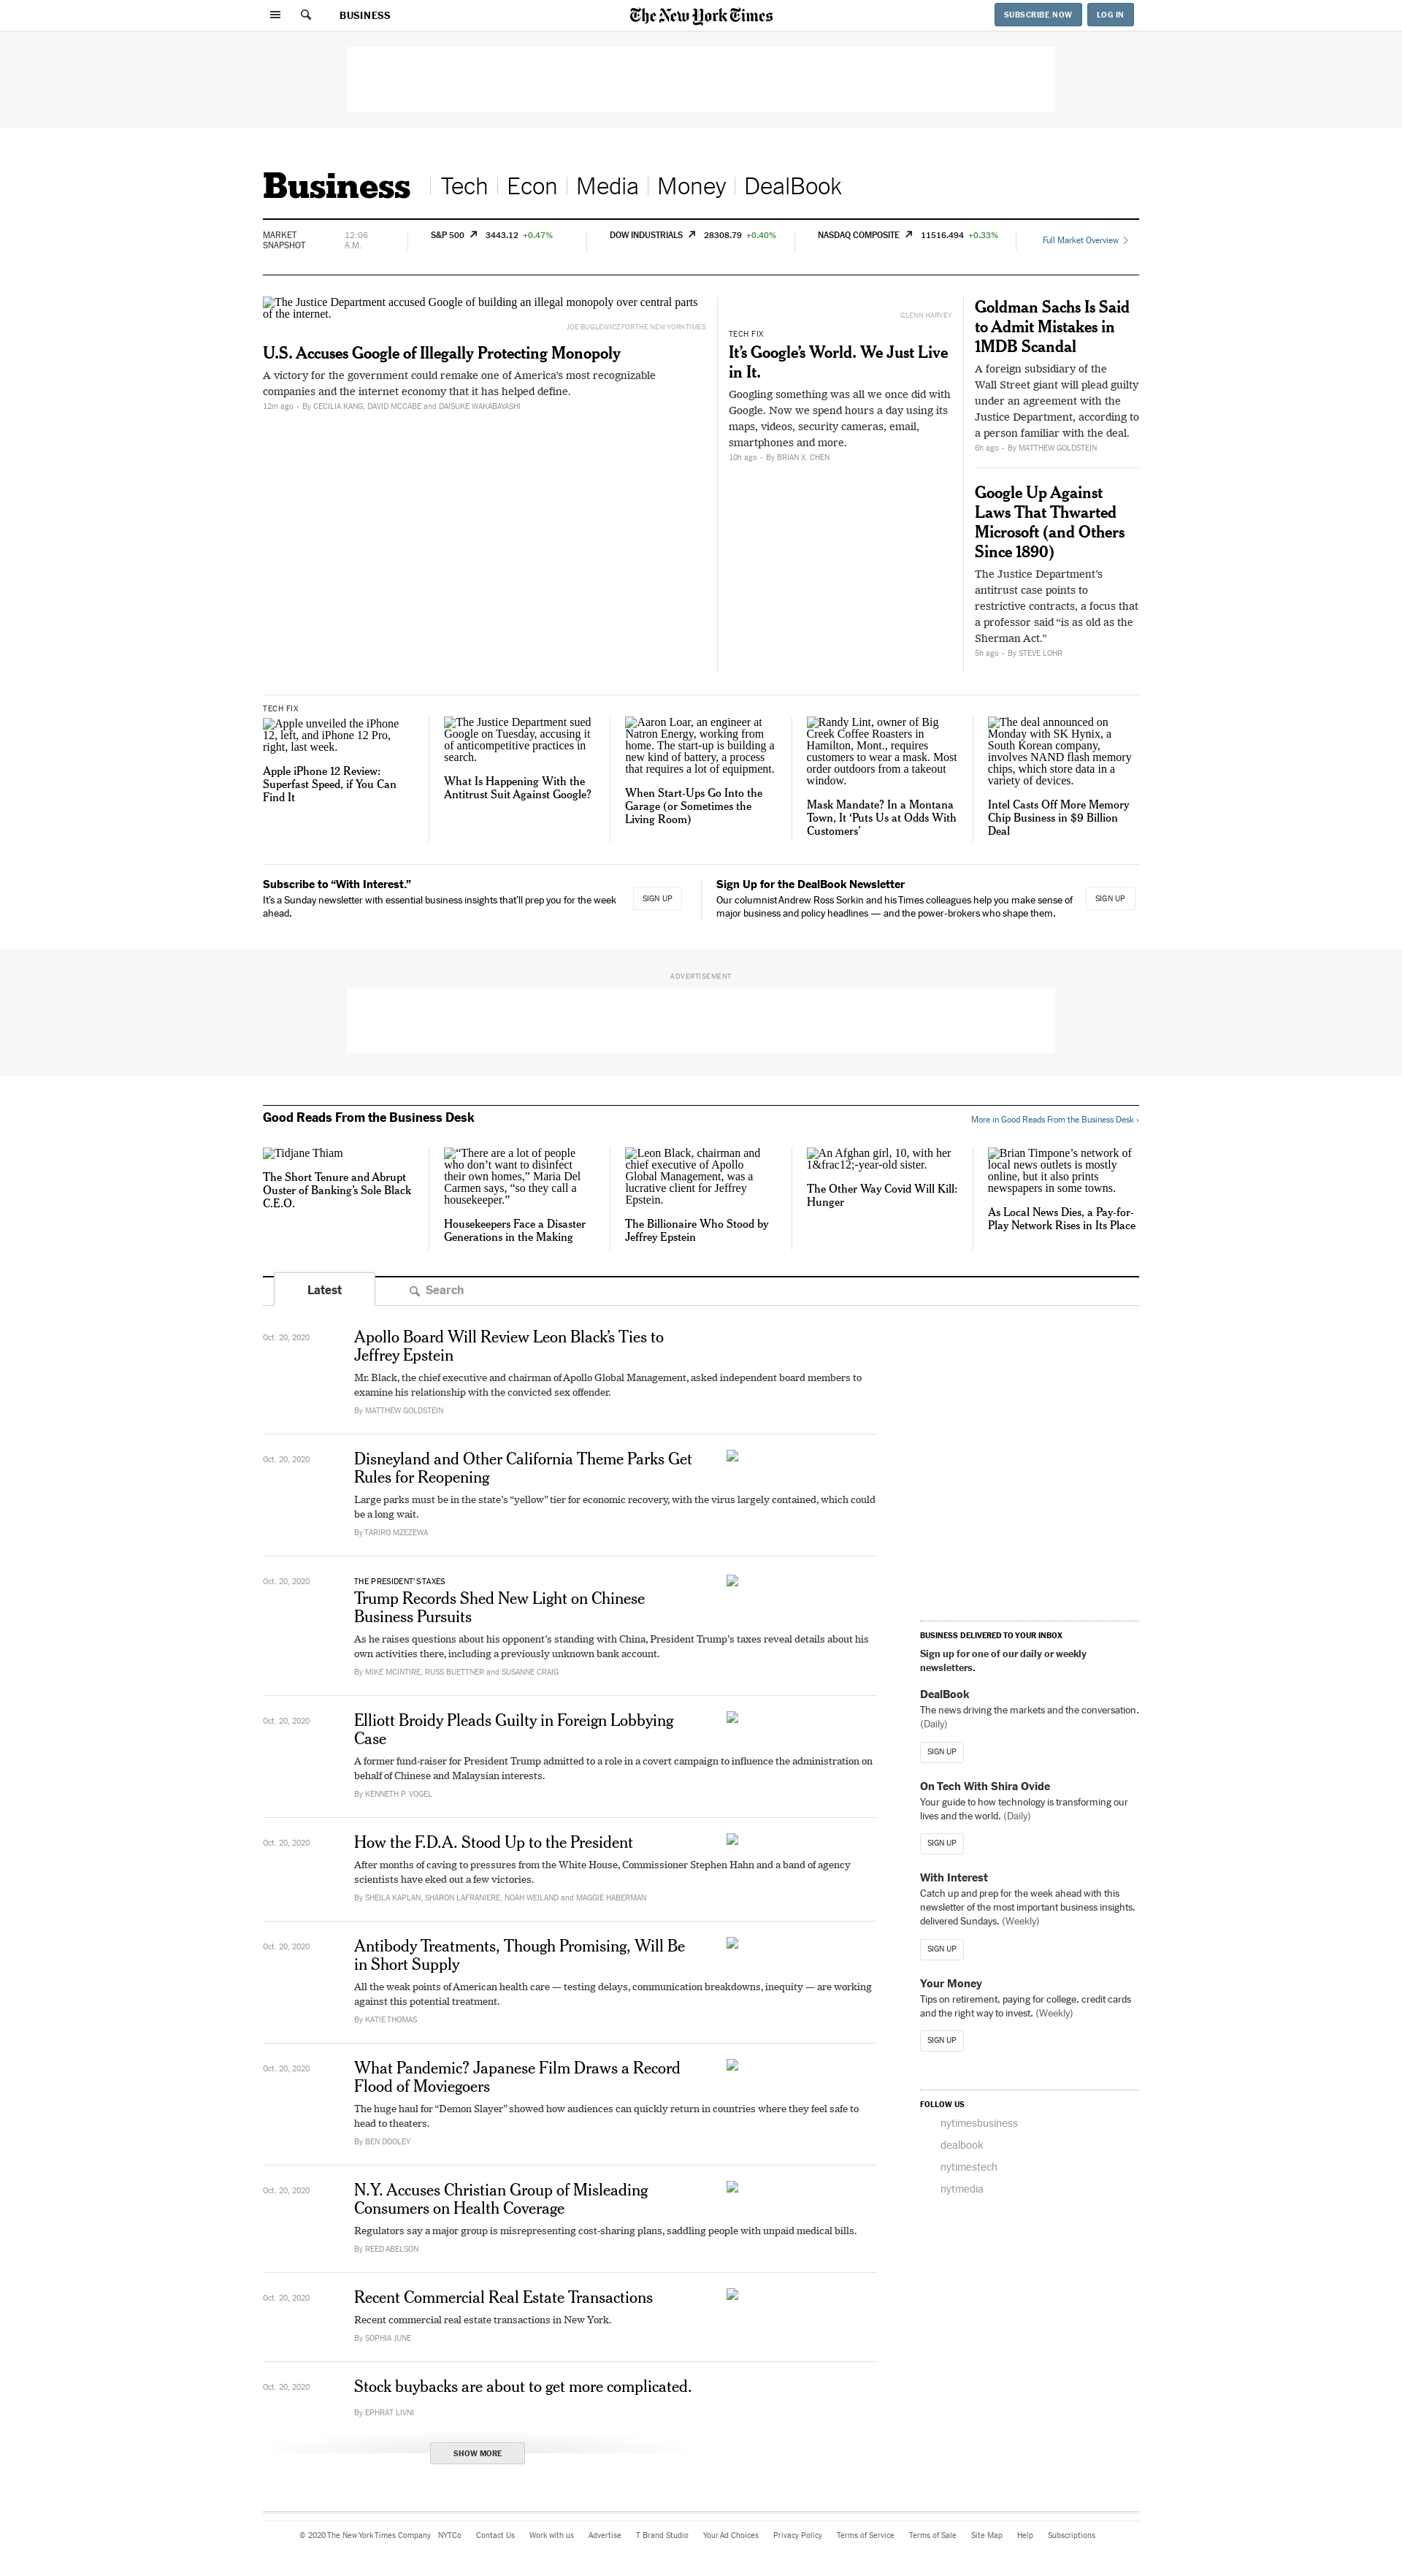 BUSINESS
The New York Times
SUBSCRIBE NOW
LOG IN
Business
Tech
Econ
Media
Money
DealBook
MARKET
SNAPSHOT
12:06
A.M.
S&P 500 3443.12 +0.47%
DOW INDUSTRIALS 28308.79 +0.40%
NASDAQ COMPOSITE 11516.494 +0.33%
Full Market Overview
The Justice Department accused Google of building an illegal monopoly over central parts
of the internet.
JOE BUGLEWICZ FOR THE NEW YORK TIMES
U.S. Accuses Google of Illegally Protecting Monopoly
A victory for the government could remake one of America’s most recognizable
companies and the internet economy that it has helped define.
12m ago • By CECILIA KANG, DAVID MCCABE and DAISUKE WAKABAYASHI
GLENN HARVEY
TECH FIX
It’s Google’s World. We Just Live
in It.
Googling something was all we once did with
Google. Now we spend hours a day using its
maps, videos, security cameras, email,
smartphones and more.
10h ago • By BRIAN X. CHEN
Goldman Sachs Is Said
to Admit Mistakes in
1MDB Scandal
A foreign subsidiary of the
Wall Street giant will plead guilty
under an agreement with the
Justice Department, according to
a person familiar with the deal.
6h ago • By MATTHEW GOLDSTEIN
Google Up Against
Laws That Thwarted
Microsoft (and Others
Since 1890)
The Justice Department’s
antitrust case points to
restrictive contracts, a focus that
a professor said “is as old as the
Sherman Act.”
5h ago • By STEVE LOHR
TECH FIX
Apple unveiled the iPhone
12, left, and iPhone 12 Pro,
right, last week.
Apple iPhone 12 Review:
Superfast Speed, if You Can
Find It
The Justice Department sued
Google on Tuesday, accusing it
of anticompetitive practices in
search.
What Is Happening With the
Antitrust Suit Against Google?
Aaron Loar, an engineer at
Natron Energy, working from
home. The start-up is building a
new kind of battery, a process
that requires a lot of equipment.
When Start-Ups Go Into the
Garage (or Sometimes the
Living Room)
Randy Lint, owner of Big
Creek Coffee Roasters in
Hamilton, Mont., requires
customers to wear a mask. Most
order outdoors from a takeout
window.
Mask Mandate? In a Montana
Town, It ‘Puts Us at Odds With
Customers’
The deal announced on
Monday with SK Hynix, a
South Korean company,
involves NAND flash memory
chips, which store data in a
variety of devices.
Intel Casts Off More Memory
Chip Business in $9 Billion
Deal
Subscribe to “With Interest.”
It’s a Sunday newsletter with essential business insights that’ll prep you for the week
ahead.
SIGN UP
Sign Up for the DealBook Newsletter
Our columnist Andrew Ross Sorkin and his Times colleagues help you make sense of
major business and policy headlines — and the power-brokers who shape them.
SIGN UP
ADVERTISEMENT
Good Reads From the Business Desk
More in Good Reads From the Business Desk ›
Tidjane Thiam
The Short Tenure and Abrupt
Ouster of Banking’s Sole Black
C.E.O.
“There are a lot of people
who don’t want to disinfect
their own homes,” Maria Del
Carmen says, “so they call a
housekeeper.”
Housekeepers Face a Disaster
Generations in the Making
Leon Black, chairman and
chief executive of Apollo
Global Management, was a
lucrative client for Jeffrey
Epstein.
The Billionaire Who Stood by
Jeffrey Epstein
An Afghan girl, 10, with her
1&frac12;-year-old sister.
The Other Way Covid Will Kill:
Hunger
Brian Timpone’s network of
local news outlets is mostly
online, but it also prints
newspapers in some towns.
As Local News Dies, a Pay-for-
Play Network Rises in Its Place
Latest
Search
Oct. 20, 2020
Apollo Board Will Review Leon Black’s Ties to
Jeffrey Epstein
Mr. Black, the chief executive and chairman of Apollo Global Management, asked independent board members to
examine his relationship with the convicted sex offender.
By MATTHEW GOLDSTEIN
Oct. 20, 2020
Disneyland and Other California Theme Parks Get
Rules for Reopening
Large parks must be in the state’s “yellow” tier for economic recovery, with the virus largely contained, which could
be a long wait.
By TARIRO MZEZEWA
Oct. 20, 2020
THE PRESIDENT’S TAXES
Trump Records Shed New Light on Chinese
Business Pursuits
As he raises questions about his opponent’s standing with China, President Trump’s taxes reveal details about his
own activities there, including a previously unknown bank account.
By MIKE MCINTIRE, RUSS BUETTNER and SUSANNE CRAIG
Oct. 20, 2020
Elliott Broidy Pleads Guilty in Foreign Lobbying
Case
A former fund-raiser for President Trump admitted to a role in a covert campaign to influence the administration on
behalf of Chinese and Malaysian interests.
By KENNETH P. VOGEL
Oct. 20, 2020
How the F.D.A. Stood Up to the President
After months of caving to pressures from the White House, Commissioner Stephen Hahn and a band of agency
scientists have eked out a few victories.
By SHEILA KAPLAN, SHARON LAFRANIERE, NOAH WEILAND and MAGGIE HABERMAN
Oct. 20, 2020
Antibody Treatments, Though Promising, Will Be
in Short Supply
All the weak points of American health care — testing delays, communication breakdowns, inequity — are working
against this potential treatment.
By KATIE THOMAS
Oct. 20, 2020
What Pandemic? Japanese Film Draws a Record
Flood of Moviegoers
The huge haul for “Demon Slayer” showed how audiences can quickly return in countries where they feel safe to
head to theaters.
By BEN DOOLEY
Oct. 20, 2020
N.Y. Accuses Christian Group of Misleading
Consumers on Health Coverage
Regulators say a major group is misrepresenting cost-sharing plans, saddling people with unpaid medical bills.
By REED ABELSON
Oct. 20, 2020
Recent Commercial Real Estate Transactions
Recent commercial real estate transactions in New York.
By SOPHIA JUNE
Oct. 20, 2020
Stock buybacks are about to get more complicated.
By EPHRAT LIVNI
SHOW MORE
BUSINESS DELIVERED TO YOUR INBOX
Sign up for one of our daily or weekly
newsletters.
DealBook
The news driving the markets and the conversation.
(Daily)
SIGN UP
On Tech With Shira Ovide
Your guide to how technology is transforming our
lives and the world. (Daily)
SIGN UP
With Interest
Catch up and prep for the week ahead with this
newsletter of the most important business insights,
delivered Sundays. (Weekly)
SIGN UP
Your Money
Tips on retirement, paying for college, credit cards
and the right way to invest. (Weekly)
SIGN UP
FOLLOW US
nytimesbusiness
dealbook
nytimestech
nytmedia
© 2020 The New York Times Company NYTCo Contact Us Work with us Advertise T Brand Studio Your Ad Choices Privacy Policy Terms of Service Terms of Sale Site Map Help Subscriptions